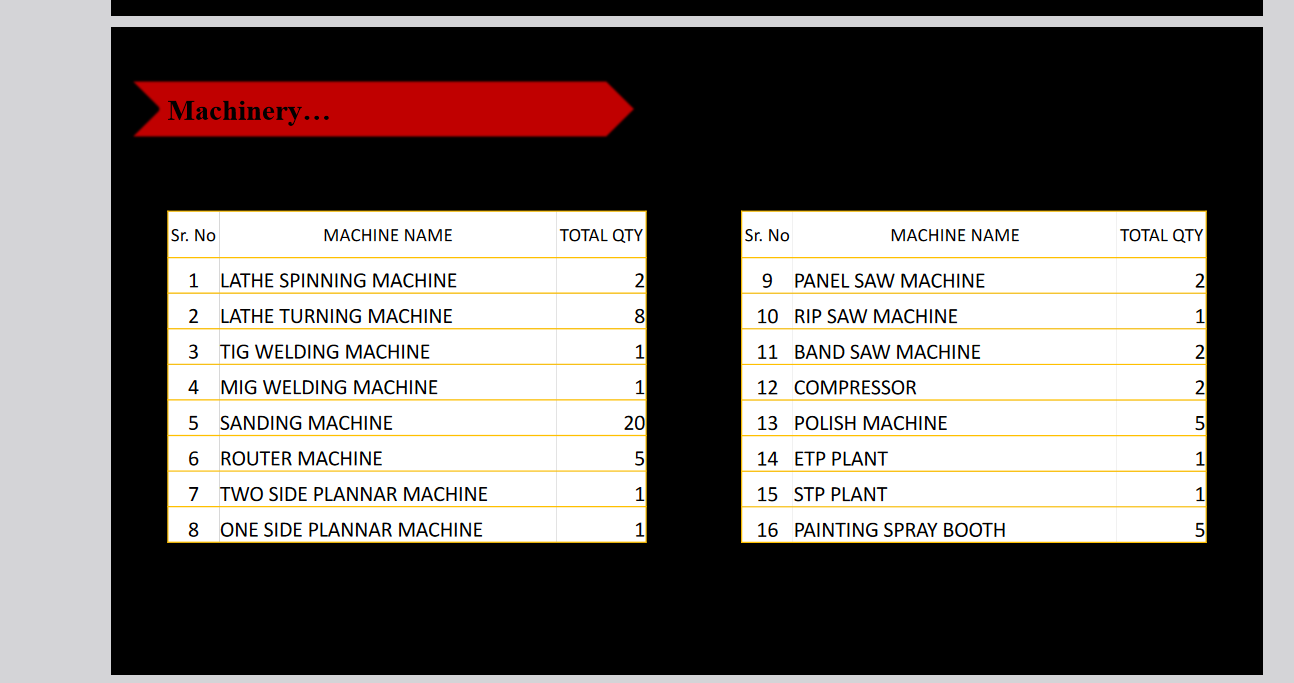 Machinery…
Sr. No MACHINE NAME TOTAL QTY
1 LATHE SPINNING MACHINE 2
2 LATHE TURNING MACHINE 8
3 TIG WELDING MACHINE 1
4 MIG WELDING MACHINE 1
5 SANDING MACHINE 20
6 ROUTER MACHINE 5
7 TWO SIDE PLANNAR MACHINE 1
8 ONE SIDE PLANNAR MACHINE 1
Sr. No MACHINE NAME TOTAL QTY
9 PANEL SAW MACHINE 2
10 RIP SAW MACHINE 1
11 BAND SAW MACHINE 2
12 COMPRESSOR 2
13 POLISH MACHINE 5
14 ETP PLANT 1
15 STP PLANT 1
16 PAINTING SPRAY BOOTH 5